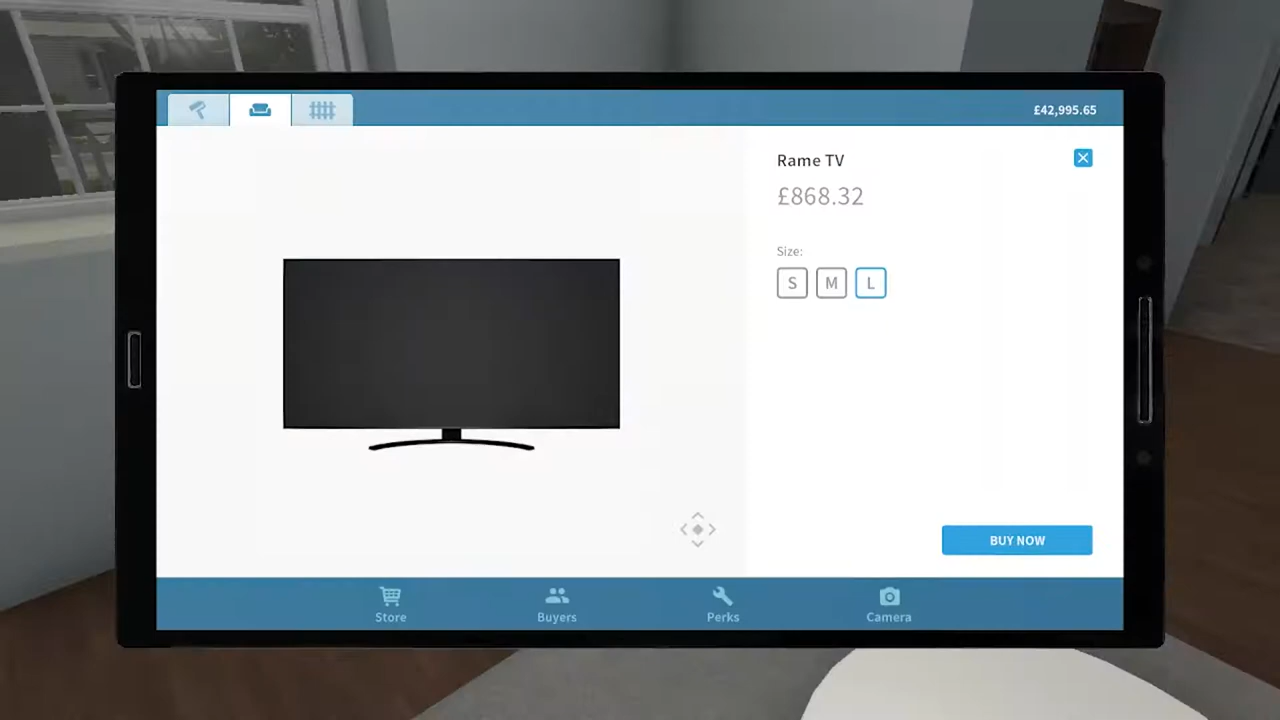 £42,995.65
Rame TV
£868.32
Size:
S M L
BUY NOW
Store Buyers Perks Camera